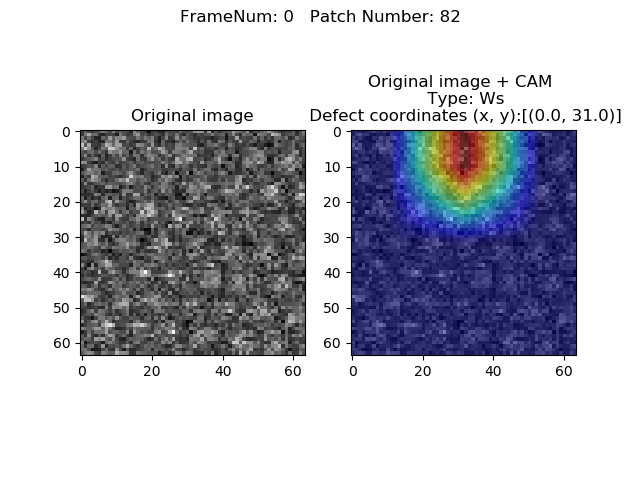 FrameNum: 0   Patch Number: 82
Original image
0
10
20
30
40
50
60
0 20 40 60
Original image + CAM
Type: Ws
Defect coordinates (x, y):[(0.0, 31.0)]
0
10
20
30
40
50
60
0 20 40 60